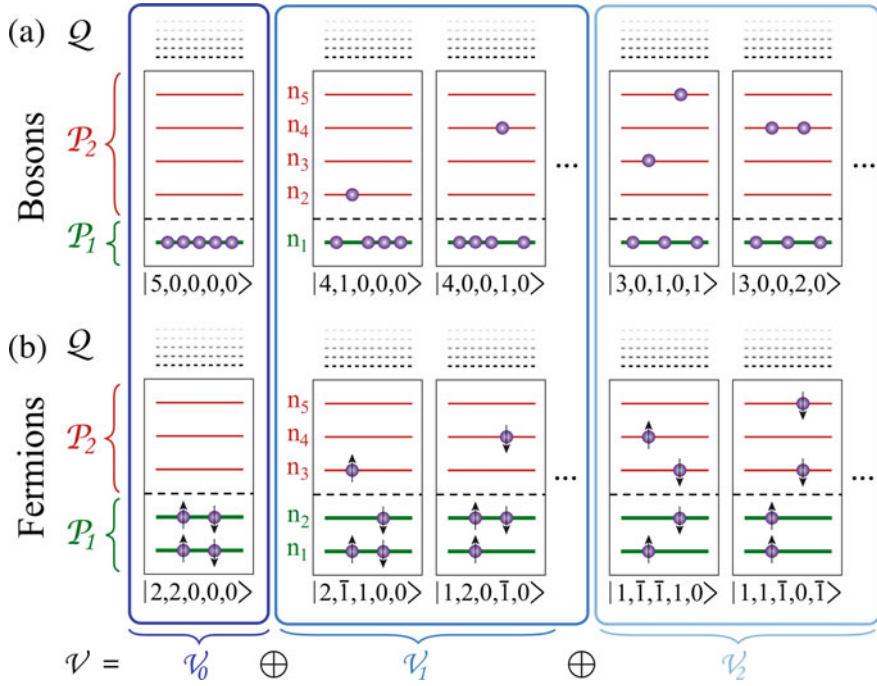 (a) 𝒬
Bosons
𝒫₂
n₅
n₄
n₃
n₂
...
...
𝒫₁
n₁
|5,0,0,0,0⟩ |4,1,0,0,0⟩ |4,0,0,1,0⟩ |3,0,1,0,1⟩ |3,0,0,2,0⟩
(b) 𝒬
Fermions
𝒫₂
n₅
n₄
n₃
...
...
𝒫₁
n₂
n₁
|2,2,0,0,0⟩ |2,1̅,1,0,0⟩ |1,2,0,1̅,0⟩ |1,1̅,1̅,1,0⟩ |1,1,1̅,0,1̅⟩
𝒱 = 𝒱₀ ⊕ 𝒱₁ ⊕ 𝒱₂